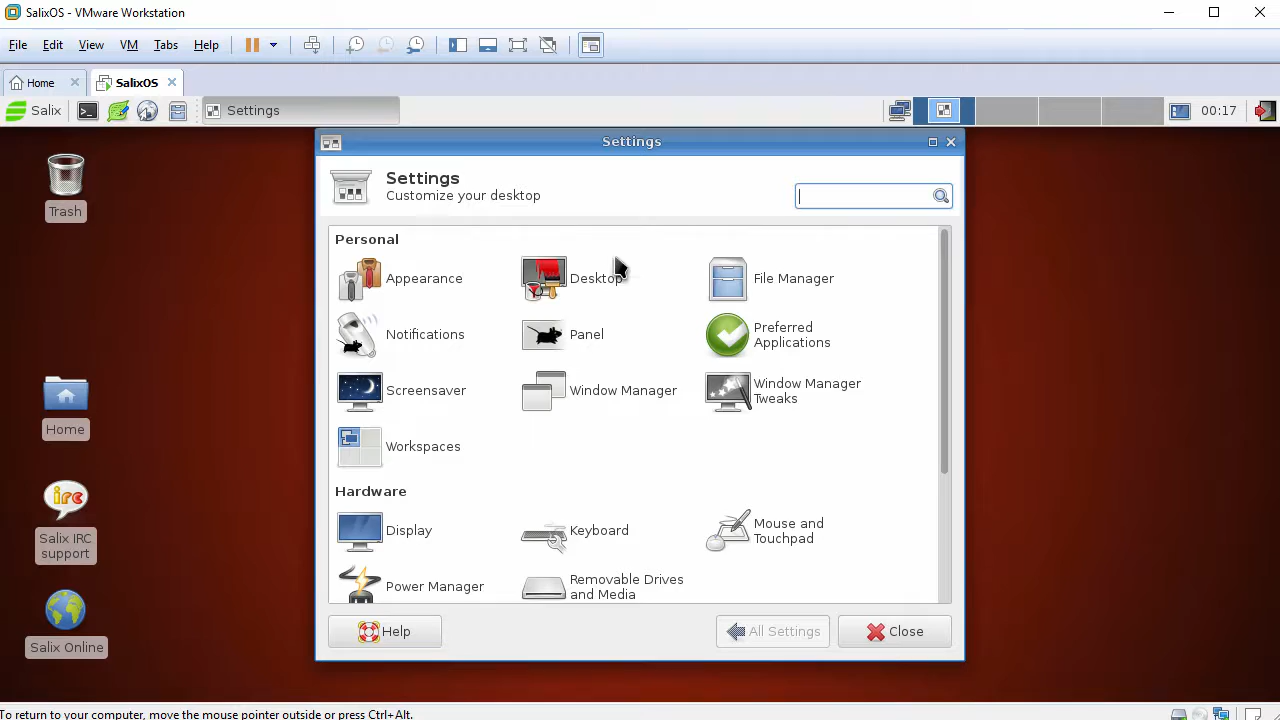 SalixOS - VMware Workstation
File Edit View VM Tabs Help
Home SalixOS
Salix Settings 00:17
Settings
Trash
Home
irc
Salix IRC
support
Salix Online
Settings
Customize your desktop
Personal
Appearance Desktop File Manager
Notifications Panel Preferred
Applications
Screensaver Window Manager Window Manager
Tweaks
Workspaces
Hardware
Display Keyboard Mouse and
Touchpad
Power Manager Removable Drives
and Media
Help All Settings Close
To return to your computer, move the mouse pointer outside or press Ctrl+Alt.